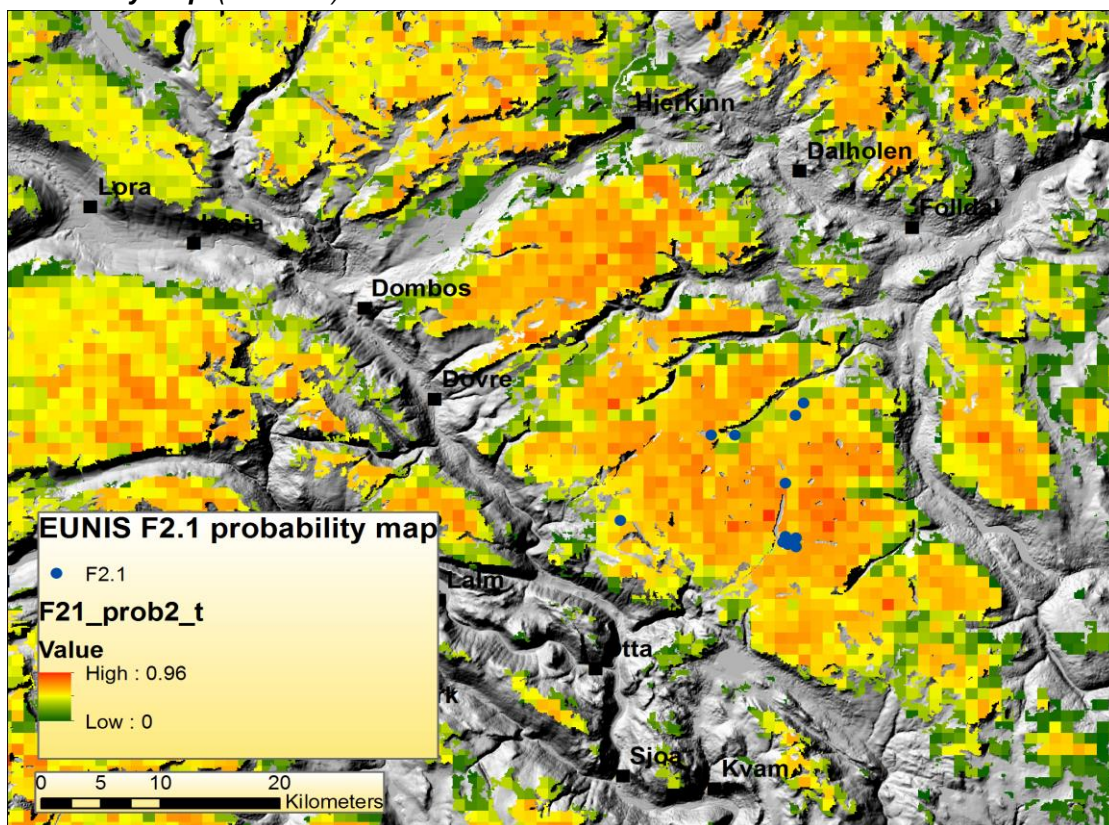 Hjerkinn
Dalholen
Lora
Folldal
Dombos
Dovre
EUNIS F2.1 probability map
F2.1
F21_prob2_t
Value
High : 0.96
Low : 0
Lalm
k
Sjoa
Kvam
0 5 10 20
Kilometers